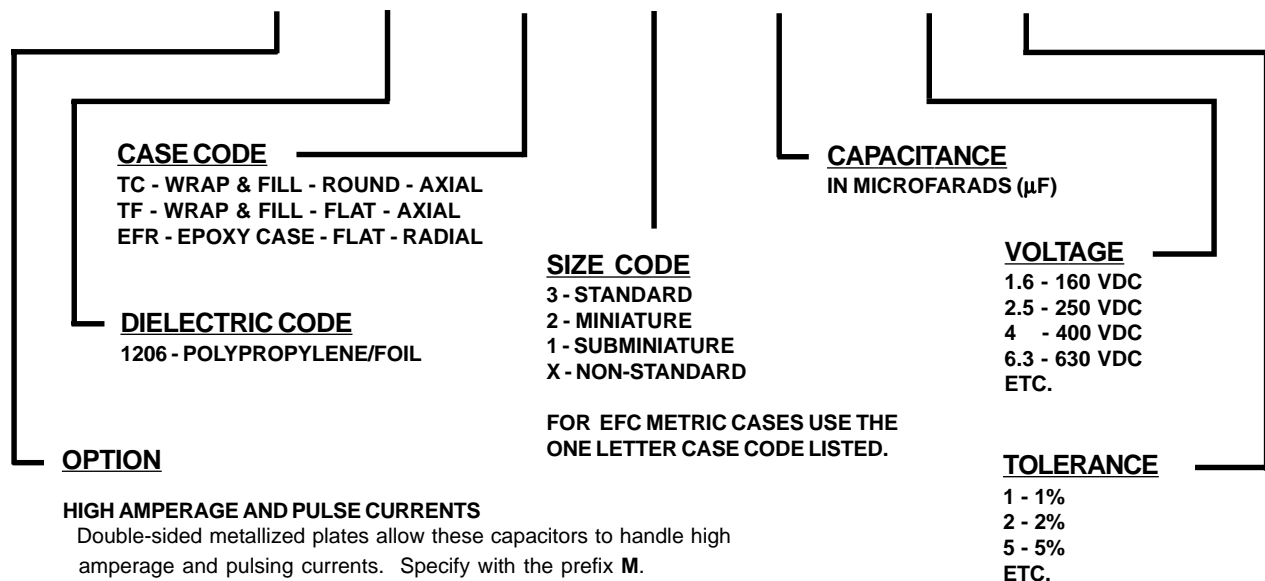 CASE CODE
TC - WRAP & FILL - ROUND - AXIAL
TF - WRAP & FILL - FLAT - AXIAL
EFR - EPOXY CASE - FLAT - RADIAL
DIELECTRIC CODE
1206 - POLYPROPYLENE/FOIL
OPTION
HIGH AMPERAGE AND PULSE CURRENTS
Double-sided metallized plates allow these capacitors to handle high
amperage and pulsing currents. Specify with the prefix M.
SIZE CODE
3 - STANDARD
2 - MINIATURE
1 - SUBMINIATURE
X - NON-STANDARD
FOR EFC METRIC CASES USE THE
ONE LETTER CASE CODE LISTED.
CAPACITANCE
IN MICROFARADS (µF)
VOLTAGE
1.6 - 160 VDC
2.5 - 250 VDC
4 - 400 VDC
6.3 - 630 VDC
ETC.
TOLERANCE
1 - 1%
2 - 2%
5 - 5%
ETC.